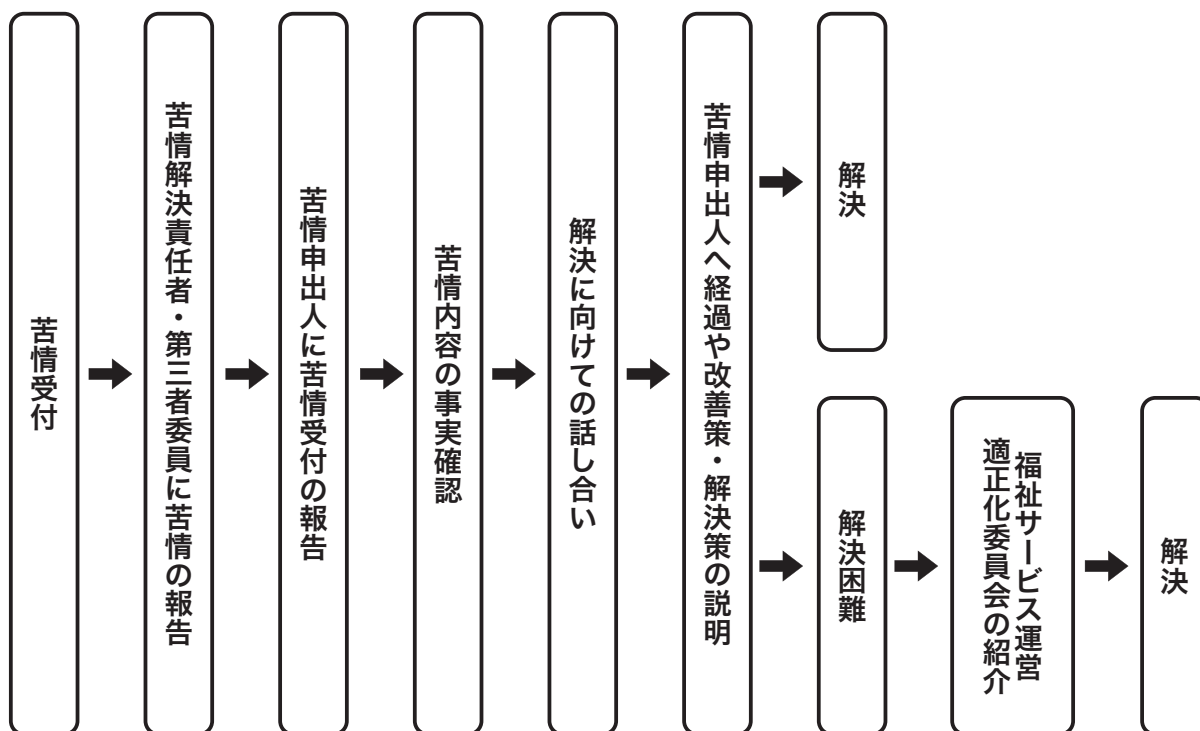 苦情受付
苦情解決責任者・第三者委員に苦情の報告
苦情申出人に苦情受付の報告
苦情内容の事実確認
解決に向けての話し合い
苦情申出人へ経過や改善策・解決策の説明
解決
解決困難
福祉サービス運営
適正化委員会の紹介
解決